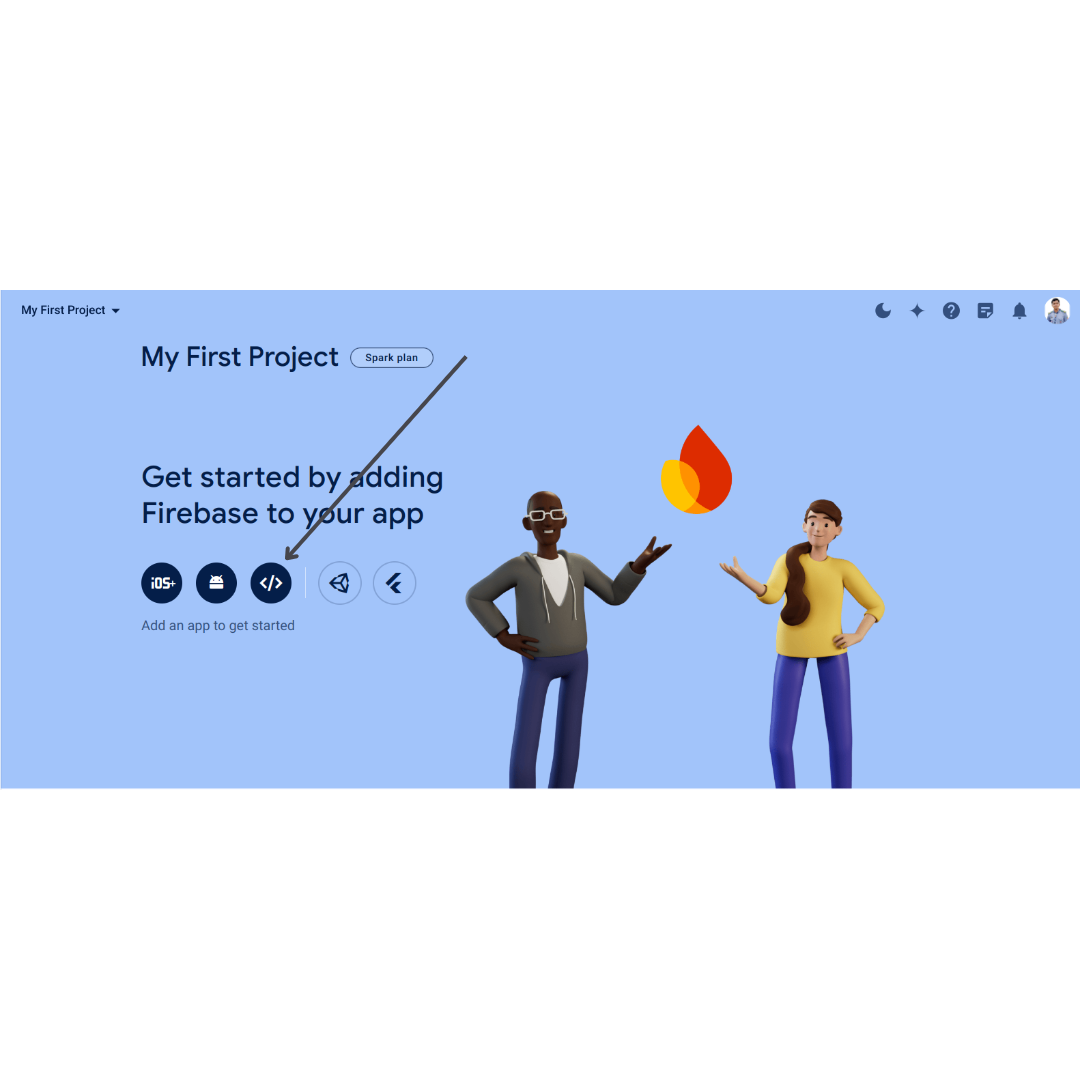 My First Project
My First Project
Spark plan
Get started by adding
Firebase to your app
iOS+
</>
Add an app to get started